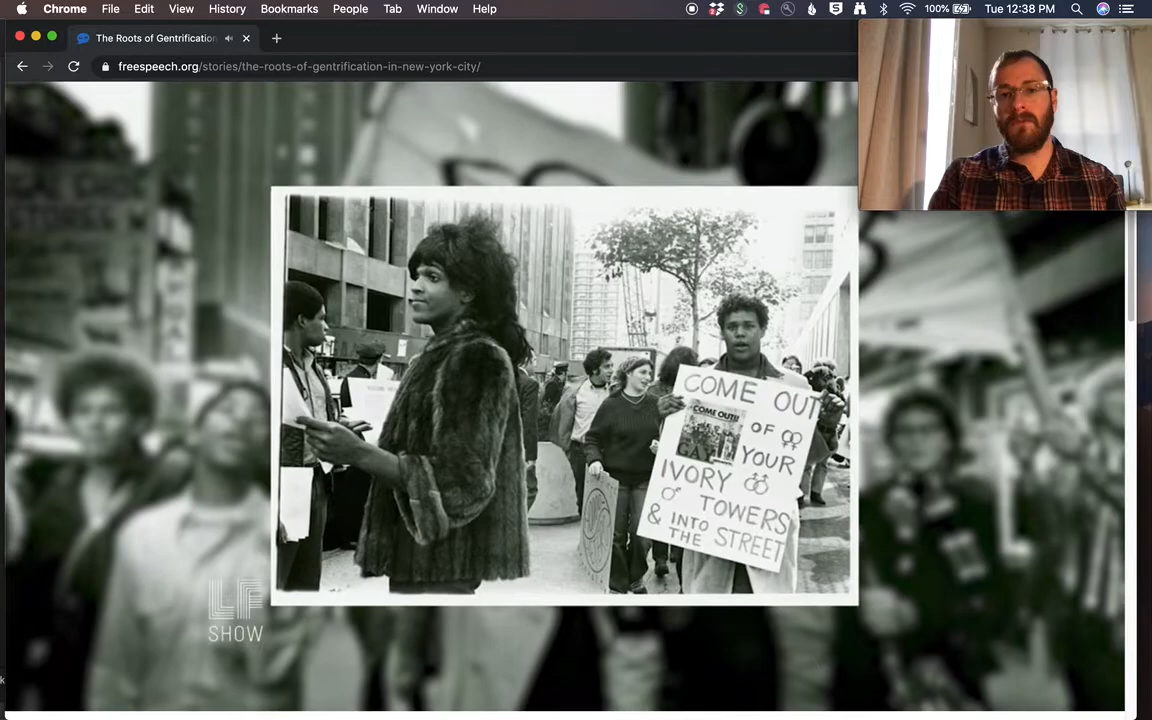 Chrome File Edit View History Bookmarks People Tab Window Help
100% Tue 12:38 PM
The Roots of Gentrification
freespeech.org/stories/the-roots-of-gentrification-in-new-york-city/
COME OUT
COME OUT!!
OF
GAY
YOUR
IVORY
TOWERS
& INTO
THE STREET
LF
SHOW